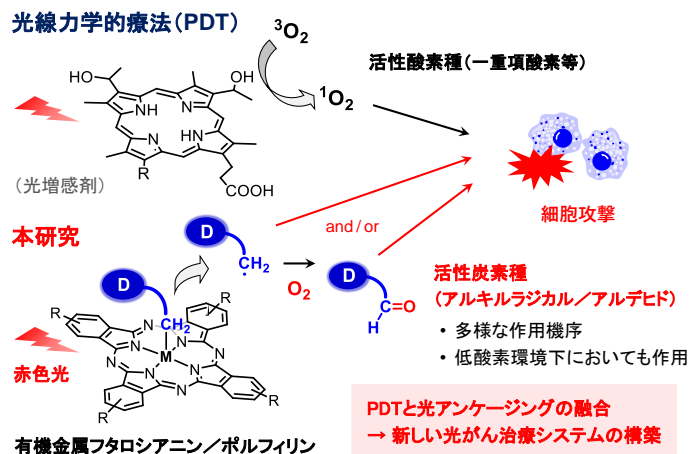 光線力学的療法（PDT）
³O₂
¹O₂
活性酸素種（一重項酸素等）
HO
OH
NH
N
N
HN
R
COOH
（光増感剤）
細胞攻撃
本研究
D
CH₂
and / or
O₂
D
C=O
H
D
CH₂
活性炭素種
（アルキルラジカル／アルデヒド）
・多様な作用機序
・低酸素環境下においても作用
赤色光
R
R
N
N
N
N
M
N
N
N
N
R
R
有機金属フタロシアニン／ポルフィリン
PDTと光アンケージングの融合
→ 新しい光がん治療システムの構築